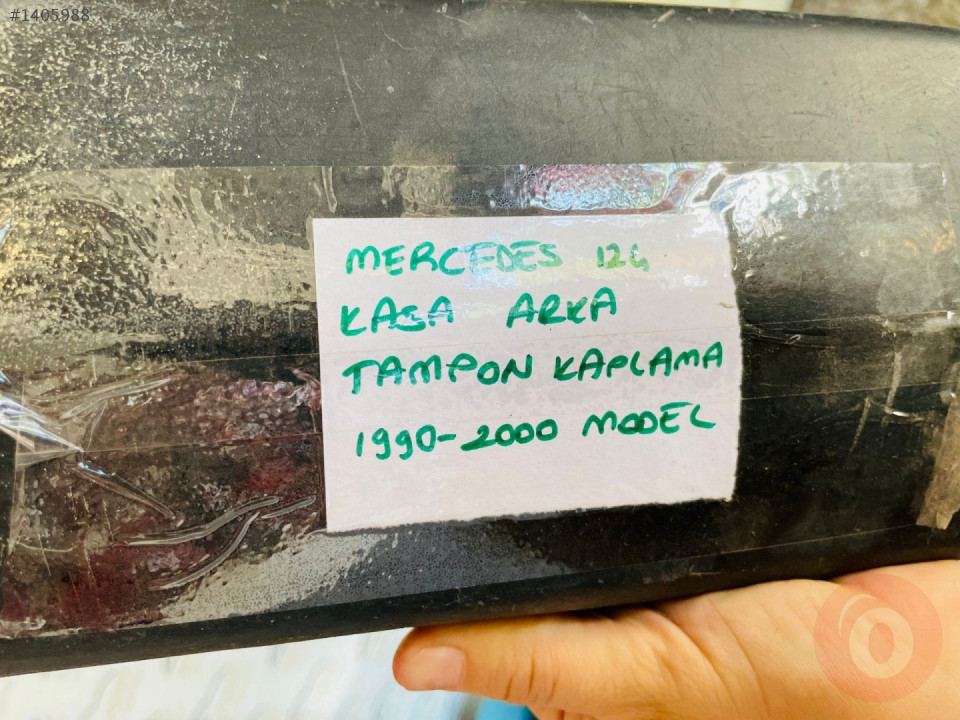 #1405988
MERCEDES 124
KASA ARKA
TAMPON KAPLAMA
1990-2000 MODEL